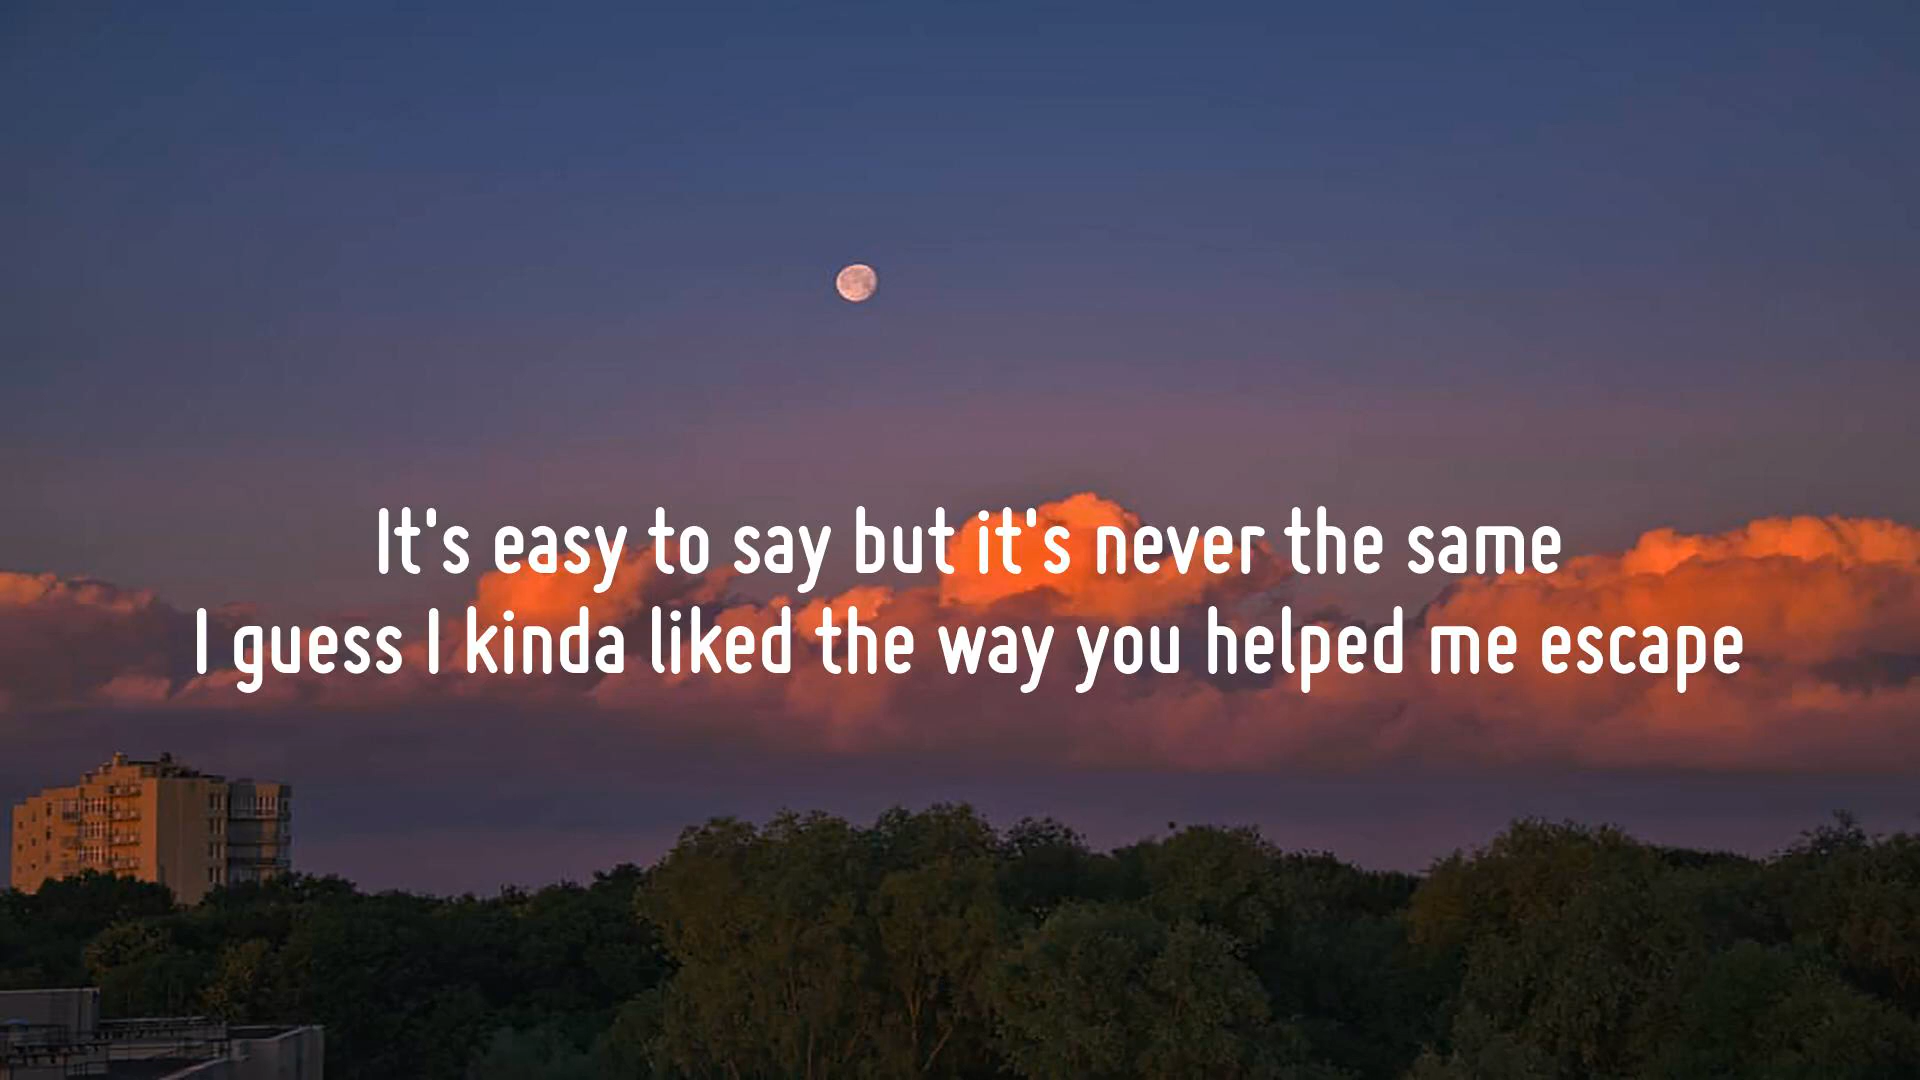 It's easy to say but it's never the same
I guess I kinda liked the way you helped me escape